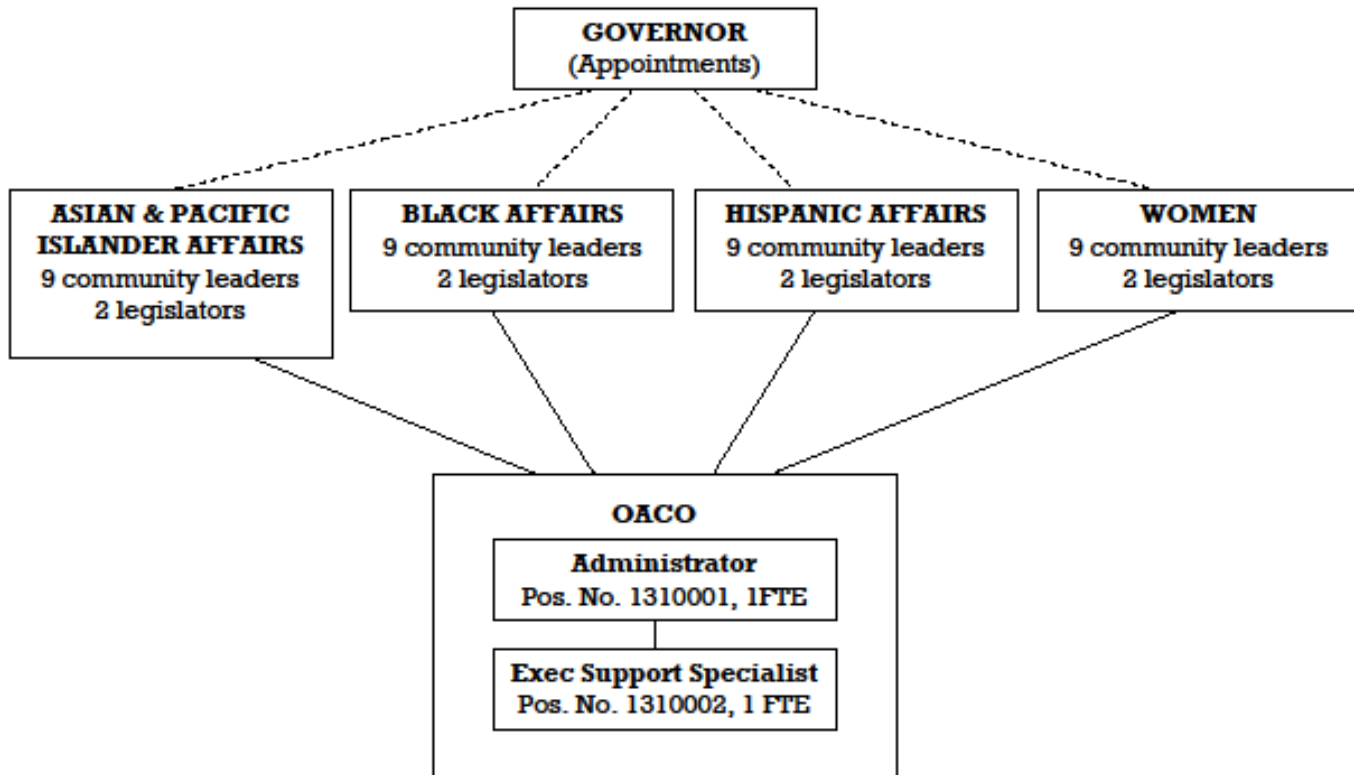 GOVERNOR
(Appointments)
ASIAN & PACIFIC
ISLANDER AFFAIRS
9 community leaders
2 legislators
BLACK AFFAIRS
9 community leaders
2 legislators
HISPANIC AFFAIRS
9 community leaders
2 legislators
WOMEN
9 community leaders
2 legislators
OACO
Administrator
Pos. No. 1310001, 1FTE
Exec Support Specialist
Pos. No. 1310002, 1 FTE